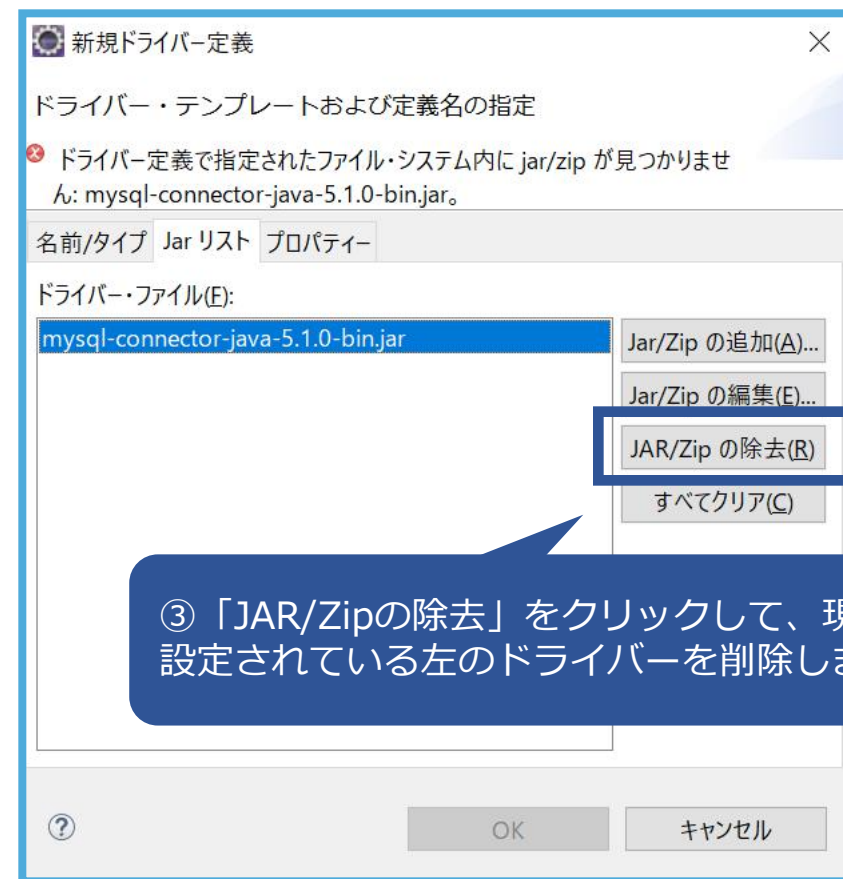 新規ドライバー定義
ドライバー・テンプレートおよび定義名の指定
ドライバー定義で指定されたファイル・システム内に jar/zip が見つかりませ
ん: mysql-connector-java-5.1.0-bin.jar。
名前/タイプ Jar リスト プロパティー
ドライバー・ファイル(F):
mysql-connector-java-5.1.0-bin.jar
Jar/Zip の追加(A)...
Jar/Zip の編集(E)...
JAR/Zip の除去(R)
すべてクリア(C)
③「JAR/Zipの除去」をクリックして、現
設定されている左のドライバーを削除しま
OK キャンセル